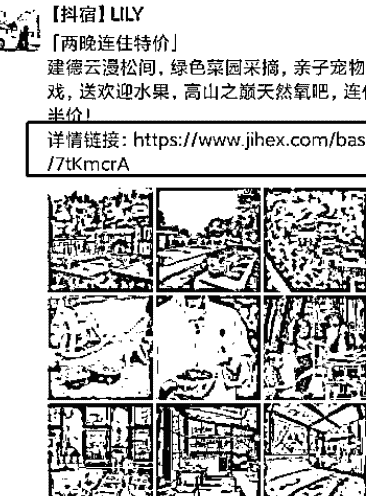 【抖宿】LILY
「两晚连住特价」
建德云漫松间，绿色菜园采摘，亲子宠物
戏，送欢迎水果，高山之巅天然氧吧，连
半价！
详情链接：https://www.jihex.com/bas
/7tKmcrA